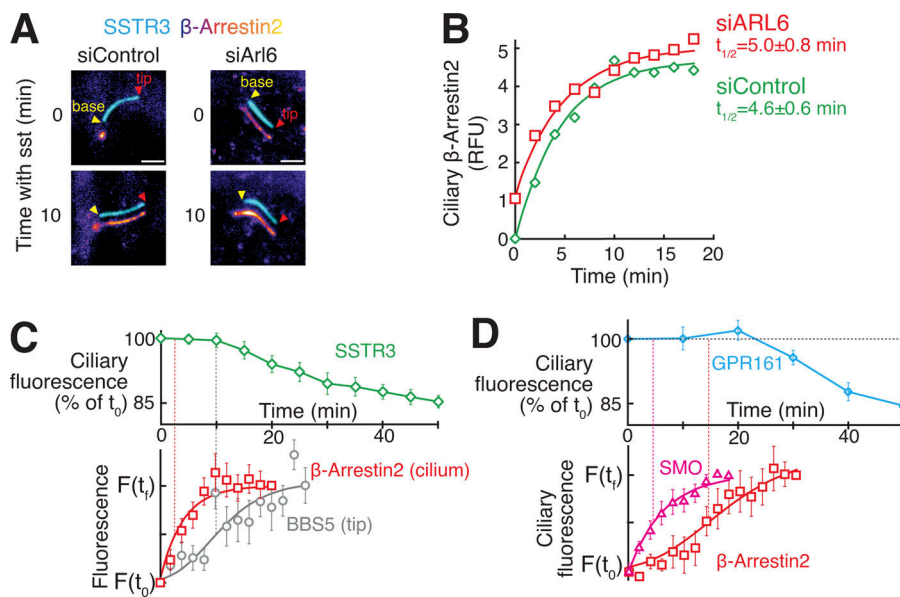 A
SSTR3 β-Arrestin2
siControl
siArl6
Time with sst (min)
0
base
tip
base
tip
10
10
B
Ciliary β-Arrestin2
(RFU)
5
4
3
2
1
0
0
5
10
15
20
Time (min)
siARL6
t1/2=5.0±0.8 min
siControl
t1/2=4.6±0.6 min
C
100
85
Ciliary
fluorescence
(% of t0)
SSTR3
Time (min)
0
20
40
Fluorescence
F(tf)
F(t0)
β-Arrestin2 (cilium)
BBS5 (tip)
D
100
85
Ciliary
fluorescence
(% of t0)
GPR161
Time (min)
0
20
40
Ciliary
fluorescence
F(tf)
F(t0)
SMO
β-Arrestin2